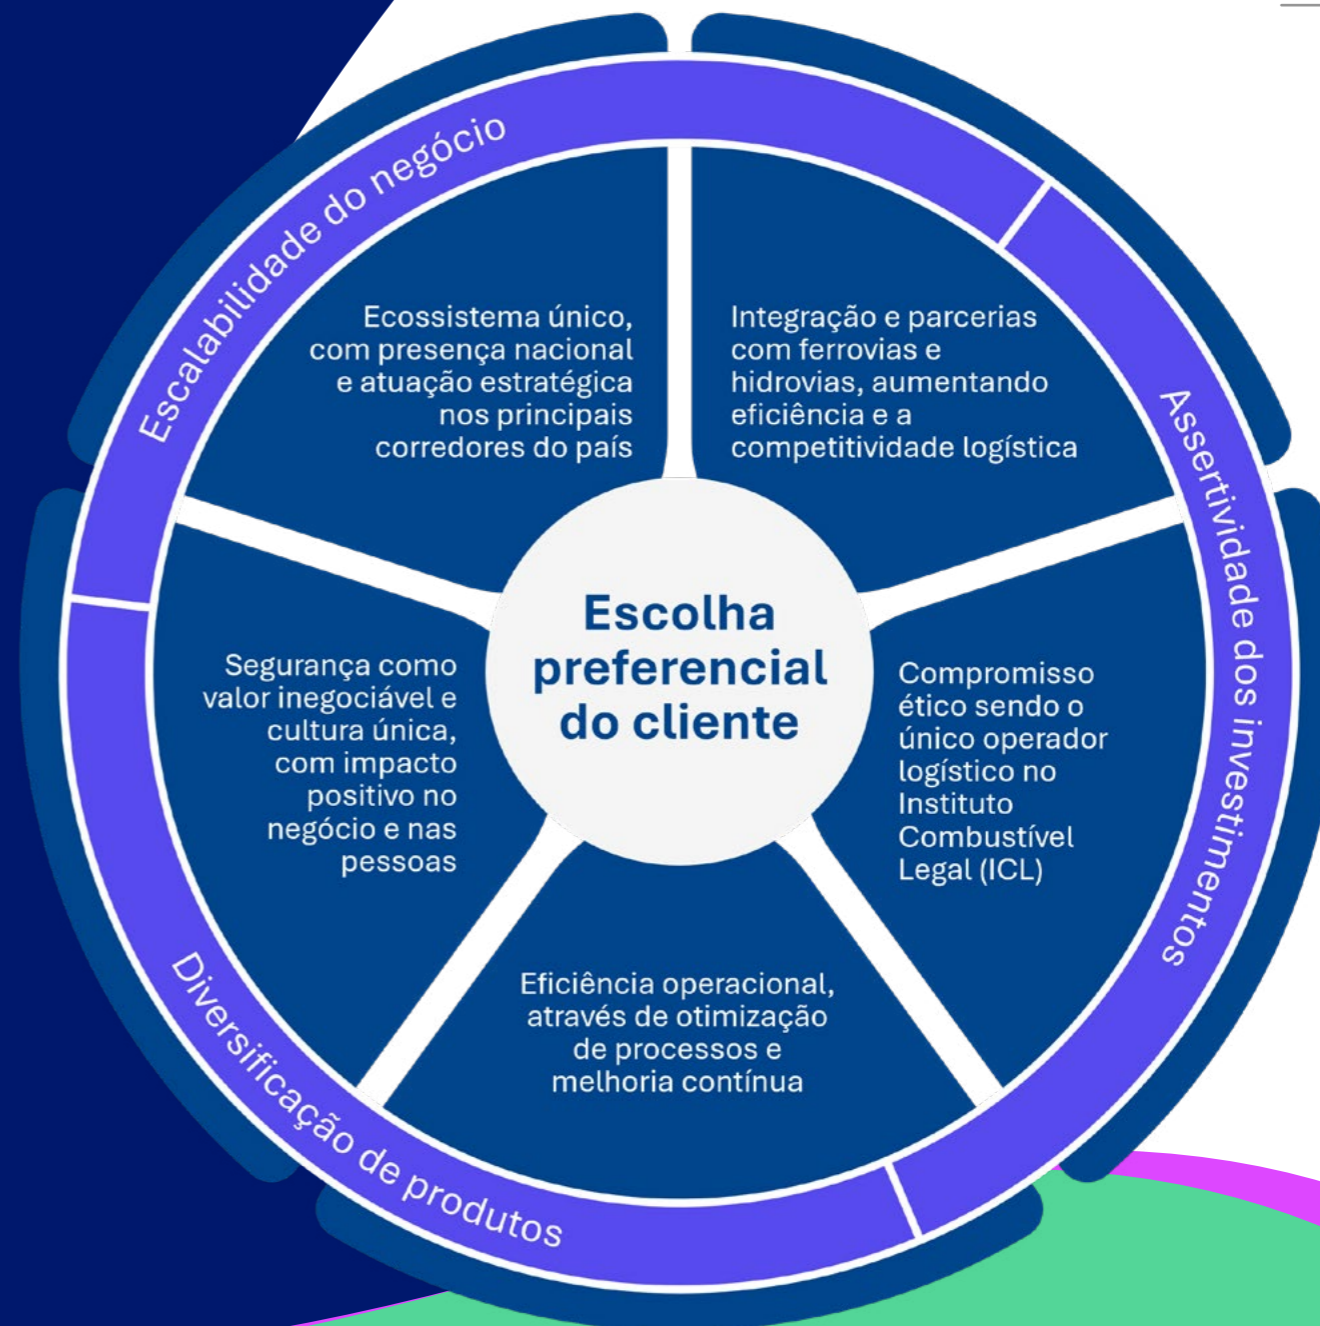 Escalabilidade do negócio
Ecossistema único,
com presença nacional
e atuação estratégica
nos principais
corredores do país
Integração e parcerias
com ferrovias e
hidrovias, aumentando
eficiência e a
competitividade logística
Assertividade dos investimentos
Escolha
preferencial
do cliente
Segurança como
valor inegociável e
cultura única,
com impacto
positivo no
negócio e nas
pessoas
Compromisso
ético sendo o
único operador
logístico no
Instituto
Combustível
Legal (ICL)
Eficiência operacional,
através de otimização
de processos e
melhoria contínua
Diversificação de produtos